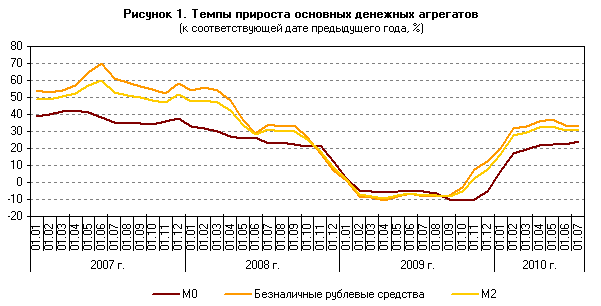 Рисунок 1. Темпы прироста основных денежных агрегатов
(к соответствующей дате предыдущего года, %)
80
70
60
50
40
30
20
10
0
-10
-20
01.01 01.02 01.03 01.04 01.05 01.06 01.07 01.08 01.09 01.10 01.11 01.12 01.01 01.02 01.03 01.04 01.05 01.06 01.07 01.08 01.09 01.10 01.11 01.12 01.01 01.02 01.03 01.04 01.05 01.06 01.07 01.08 01.09 01.10 01.11 01.12 01.01 01.02 01.03 01.04 01.05 01.06 01.07
2007 г. 2008 г. 2009 г. 2010 г.
М0 Безналичные рублевые средства М2